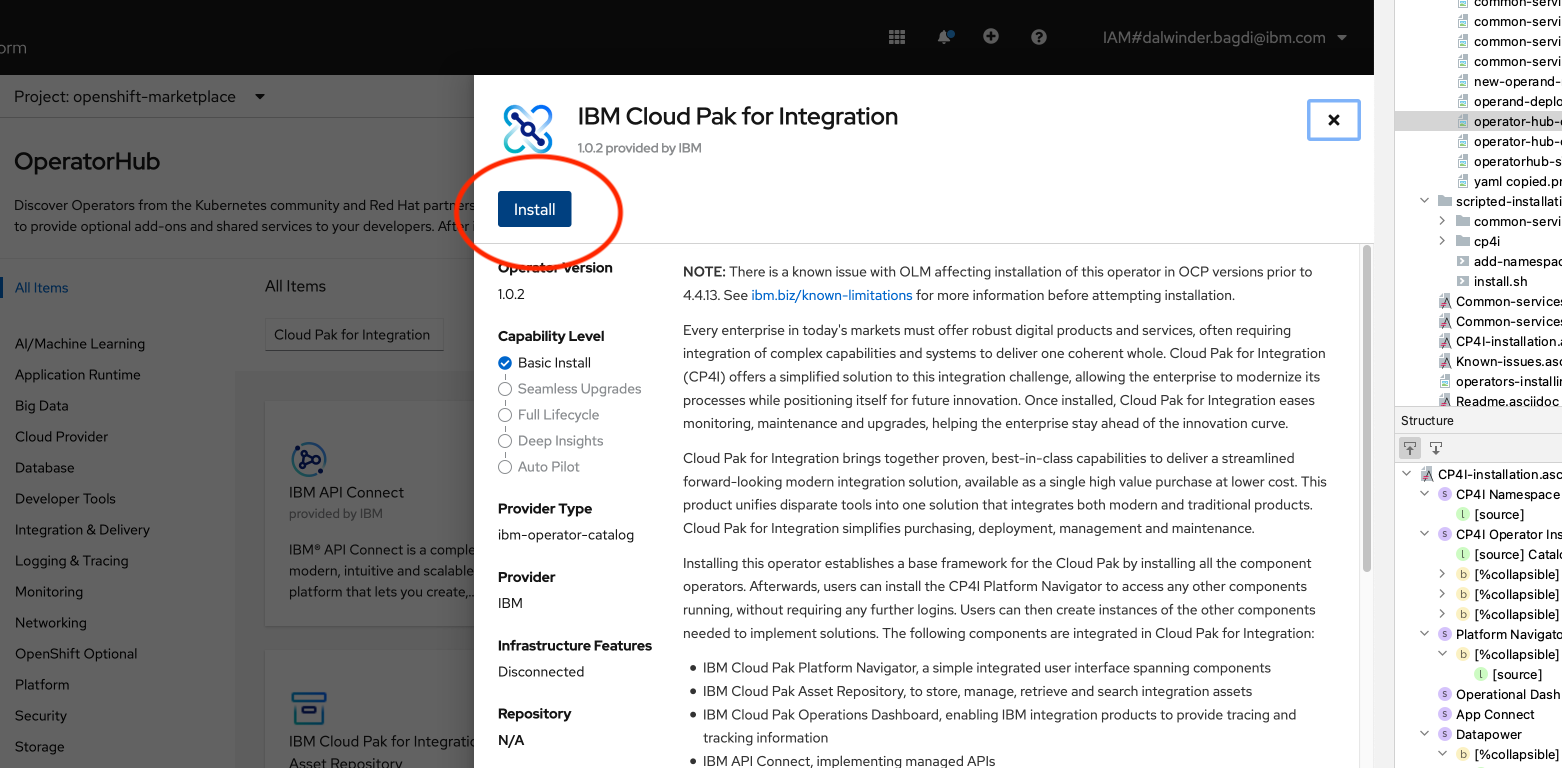 orm
IAM#dalwinder.bagdi@ibm.com
Project: openshift-marketplace
OperatorHub
Discover Operators from the Kubernetes community and Red Hat partners
to provide optional add-ons and shared services to your developers. After
All Items
AI/Machine Learning
Application Runtime
Big Data
Cloud Provider
Database
Developer Tools
Integration & Delivery
Logging & Tracing
Monitoring
Networking
OpenShift Optional
Platform
Security
Storage
All Items
Cloud Pak for Integration
IBM API Connect
provided by IBM
IBM® API Connect is a comple
modern, intuitive and scalable
platform that lets you create,...
IBM Cloud Pak for Integratio
Asset Repository
IBM Cloud Pak for Integration
1.0.2 provided by IBM
Install
Operator Version
1.0.2
Capability Level
Basic Install
Seamless Upgrades
Full Lifecycle
Deep Insights
Auto Pilot
Provider Type
ibm-operator-catalog
Provider
IBM
Infrastructure Features
Disconnected
Repository
N/A
NOTE: There is a known issue with OLM affecting installation of this operator in OCP versions prior to
4.4.13. See ibm.biz/known-limitations for more information before attempting installation.
Every enterprise in today's markets must offer robust digital products and services, often requiring
integration of complex capabilities and systems to deliver one coherent whole. Cloud Pak for Integration
(CP4I) offers a simplified solution to this integration challenge, allowing the enterprise to modernize its
processes while positioning itself for future innovation. Once installed, Cloud Pak for Integration eases
monitoring, maintenance and upgrades, helping the enterprise stay ahead of the innovation curve.
Cloud Pak for Integration brings together proven, best-in-class capabilities to deliver a streamlined
forward-looking modern integration solution, available as a single high value purchase at lower cost. This
product unifies disparate tools into one solution that integrates both modern and traditional products.
Cloud Pak for Integration simplifies purchasing, deployment, management and maintenance.
Installing this operator establishes a base framework for the Cloud Pak by installing all the component
operators. Afterwards, users can install the CP4I Platform Navigator to access any other components
running, without requiring any further logins. Users can then create instances of the other components
needed to implement solutions. The following components are integrated in Cloud Pak for Integration:
• IBM Cloud Pak Platform Navigator, a simple integrated user interface spanning components
• IBM Cloud Pak Asset Repository, to store, manage, retrieve and search integration assets
• IBM Cloud Pak Operations Dashboard, enabling IBM integration products to provide tracing and
tracking information
• IBM API Connect, implementing managed APIs
common-servi
common-servi
common-servi
common-servi
new-operand-
operand-deplo
operator-hub-
operator-hub-
operatorhub-s
yaml copied.pr
scripted-installati
common-servi
cp4i
add-namespac
install.sh
Common-services
Common-services
CP4I-installation.a
Known-issues.asc
operators-installin
Readme.asciidoc
Structure
CP4I-installation.asc
CP4I Namespace
[source]
CP4I Operator Ins
[source] Catalo
[%collapsible]
[%collapsible]
[%collapsible]
Platform Navigato
[%collapsible]
[source]
Operational Dash
App Connect
Datapower
[%collapsible]